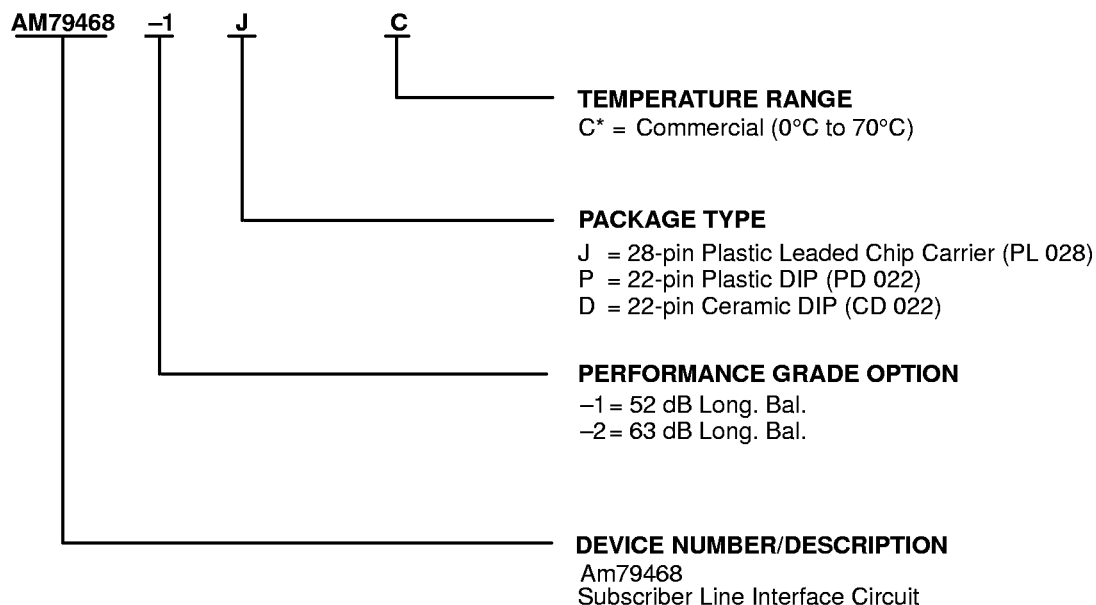 AM79468 –1 J C
TEMPERATURE RANGE
C* = Commercial (0°C to 70°C)
PACKAGE TYPE
J = 28-pin Plastic Leaded Chip Carrier (PL 028)
P = 22-pin Plastic DIP (PD 022)
D = 22-pin Ceramic DIP (CD 022)
PERFORMANCE GRADE OPTION
–1 = 52 dB Long. Bal.
–2 = 63 dB Long. Bal.
DEVICE NUMBER/DESCRIPTION
Am79468
Subscriber Line Interface Circuit